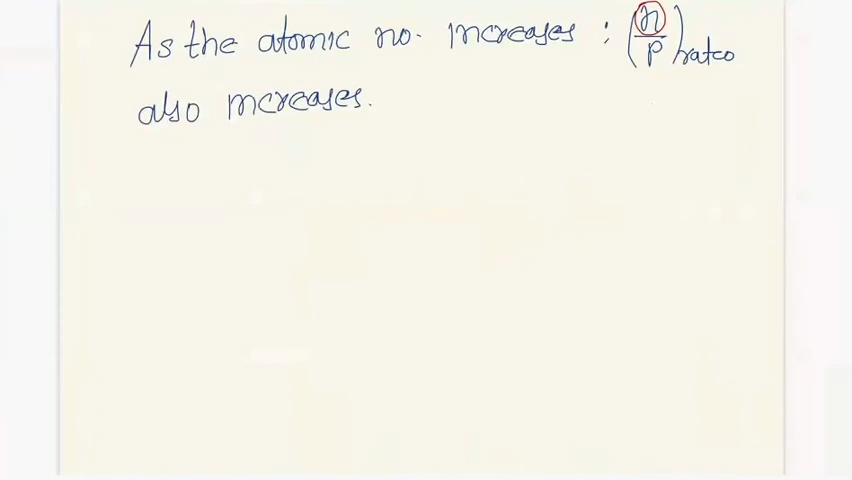 As the atomic no. increases : (n/p) ratio
also increases.